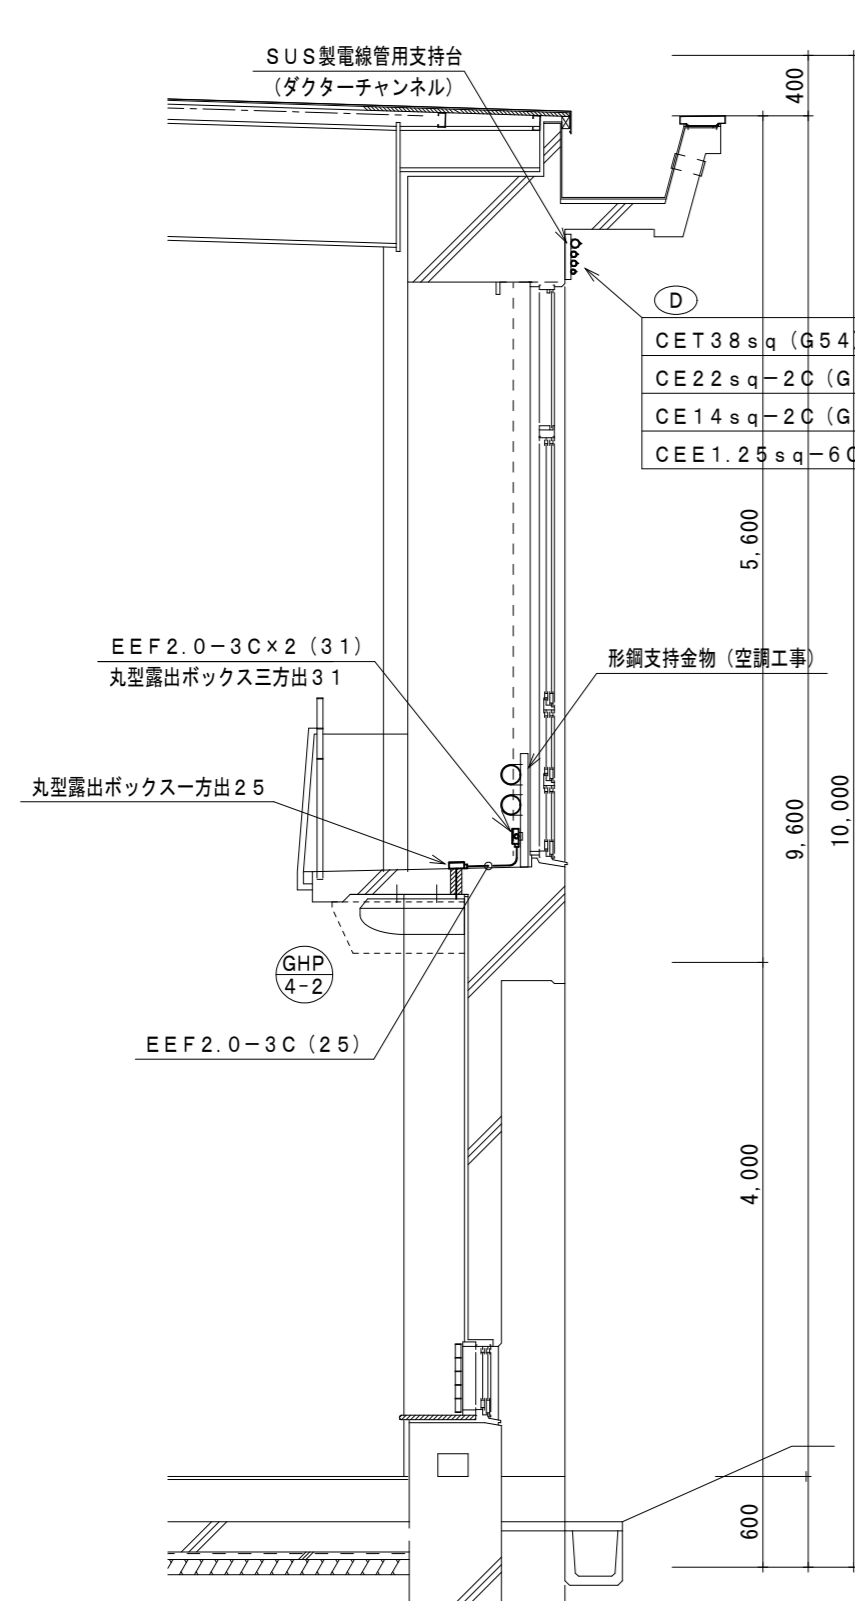 SUS製電線管用支持台
(ダクターチャンネル)
400
D
CET38sq(G54)
CE22sq-2C(G
CE14sq-2C(G
CEE1.25sq-6C
5,600
EEF2.0-3C×2(31)
丸型露出ボックス三方出31
形鋼支持金物(空調工事)
丸型露出ボックス一方出25
9,600
10,000
GHP
4-2
EEF2.0-3C(25)
4,000
600